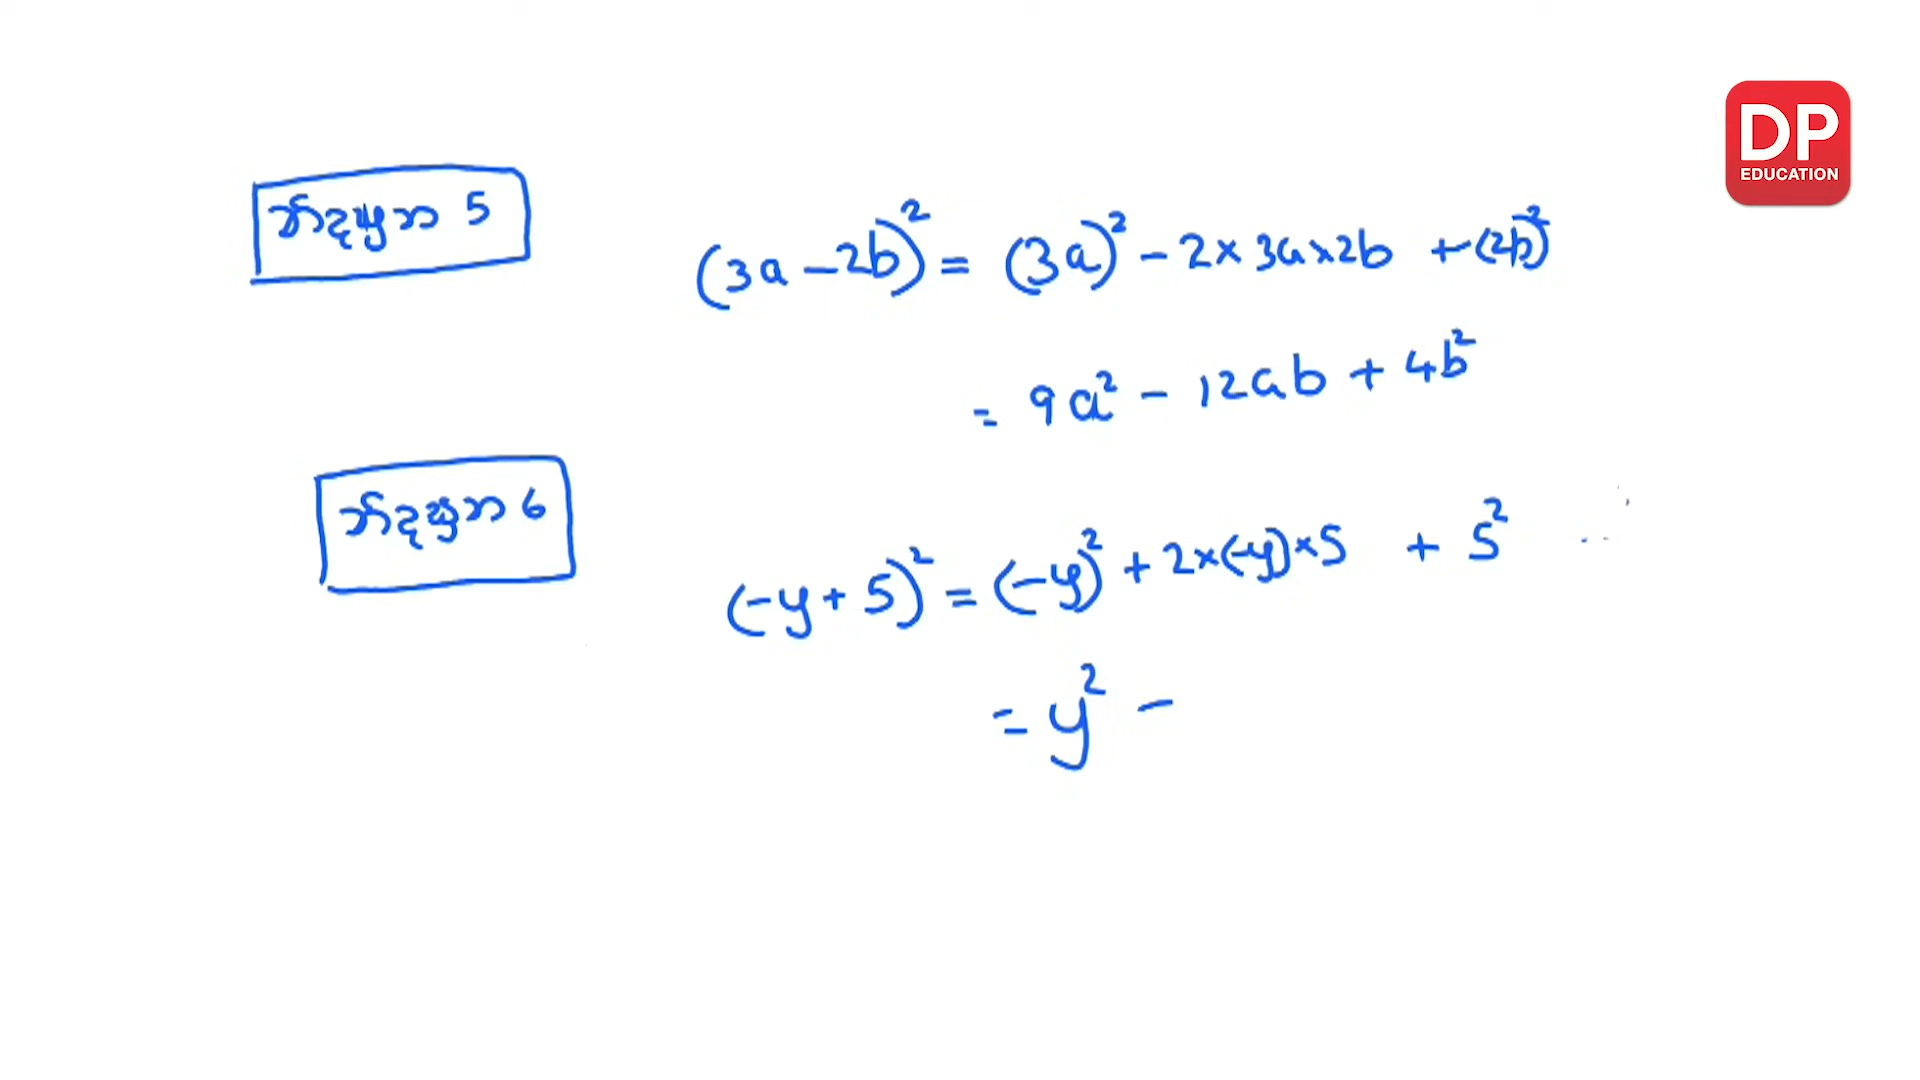 DP
EDUCATION
නිදසුන 5
(3a - 2b)² = (3a)² - 2 × 3a × 2b + (2b)²
= 9a² - 12ab + 4b²
නිදසුන 6
(-y + 5)² = (-y)² + 2 × (-y) × 5 + 5²
= y² -